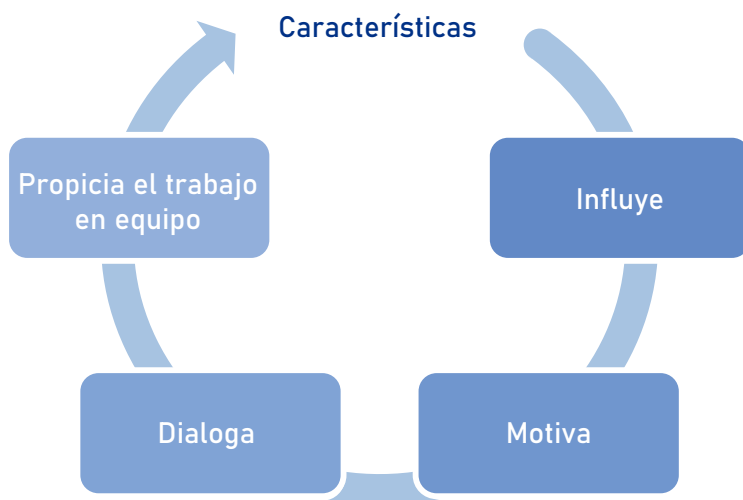 Características
Influye
Motiva
Dialoga
Propicia el trabajo
en equipo